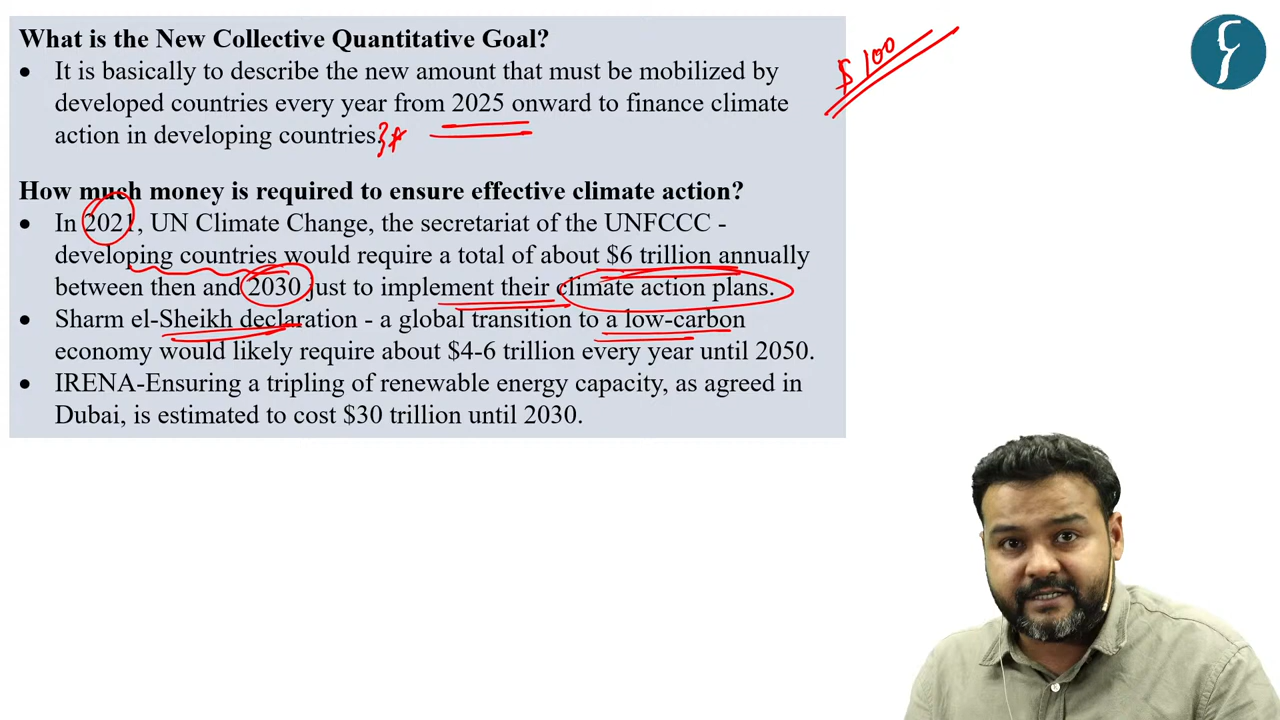 What is the New Collective Quantitative Goal?
• It is basically to describe the new amount that must be mobilized by
developed countries every year from 2025 onward to finance climate
action in developing countries.
$100
How much money is required to ensure effective climate action?
• In 2021, UN Climate Change, the secretariat of the UNFCCC -
developing countries would require a total of about $6 trillion annually
between then and 2030 just to implement their climate action plans.
• Sharm el-Sheikh declaration - a global transition to a low-carbon
economy would likely require about $4-6 trillion every year until 2050.
• IRENA-Ensuring a tripling of renewable energy capacity, as agreed in
Dubai, is estimated to cost $30 trillion until 2030.